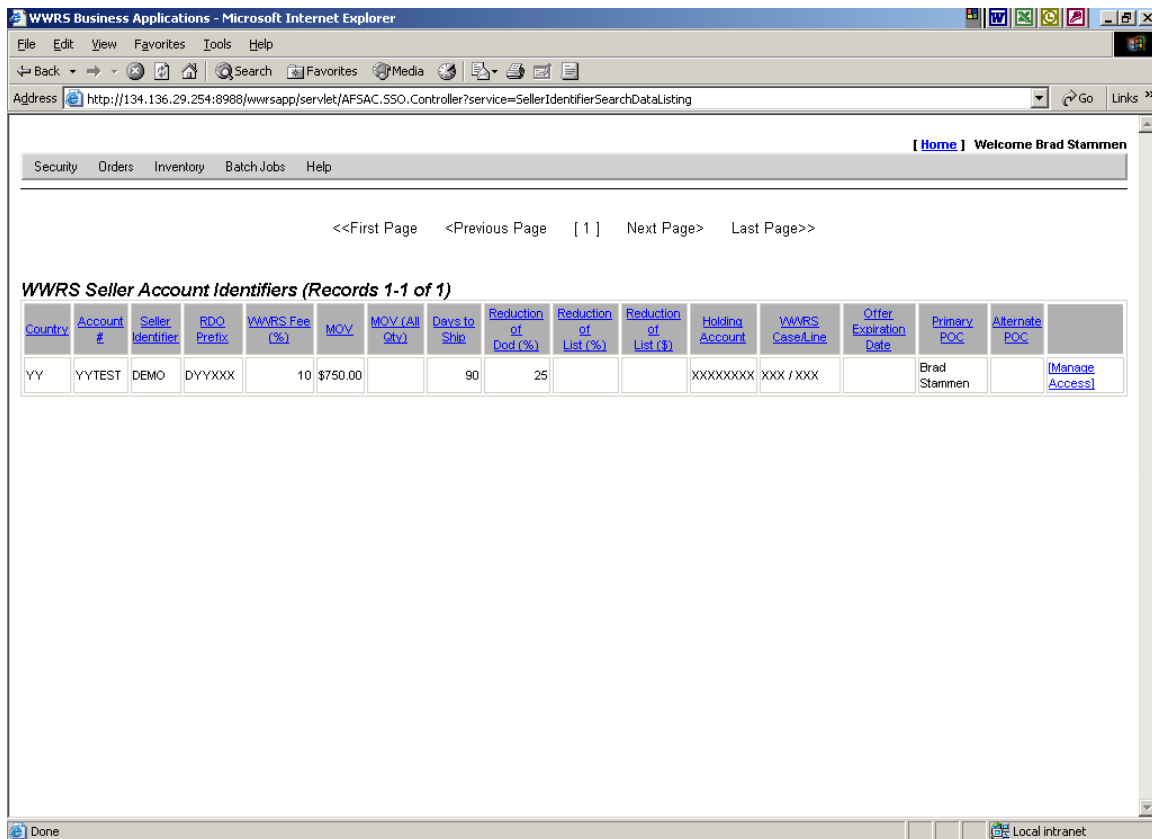 WWRS Business Applications - Microsoft Internet Explorer
File Edit View Favorites Tools Help
Back Search Favorites Media
Address http://134.136.29.254:8988/wwrsapp/servlet/AFSAC.SSO.Controller?service=SellerIdentifierSearchDataListing Go Links »
[ Home ] Welcome Brad Stammen
Security Orders Inventory Batch Jobs Help
<<First Page <Previous Page [ 1 ] Next Page> Last Page>>
WWRS Seller Account Identifiers (Records 1-1 of 1)
Country Account # Seller Identifier RDO Prefix WWRS Fee (%) MOV MOV (All Qty) Days to Ship Reduction of Dod (%) Reduction of List (%) Reduction of List ($) Holding Account WWRS Case/Line Offer Expiration Date Primary POC Alternate POC
YY YYTEST DEMO DYYXXX 10 $750.00 90 25 XXXXXXXX XXX / XXX Brad Stammen [Manage Access]
Done Local intranet